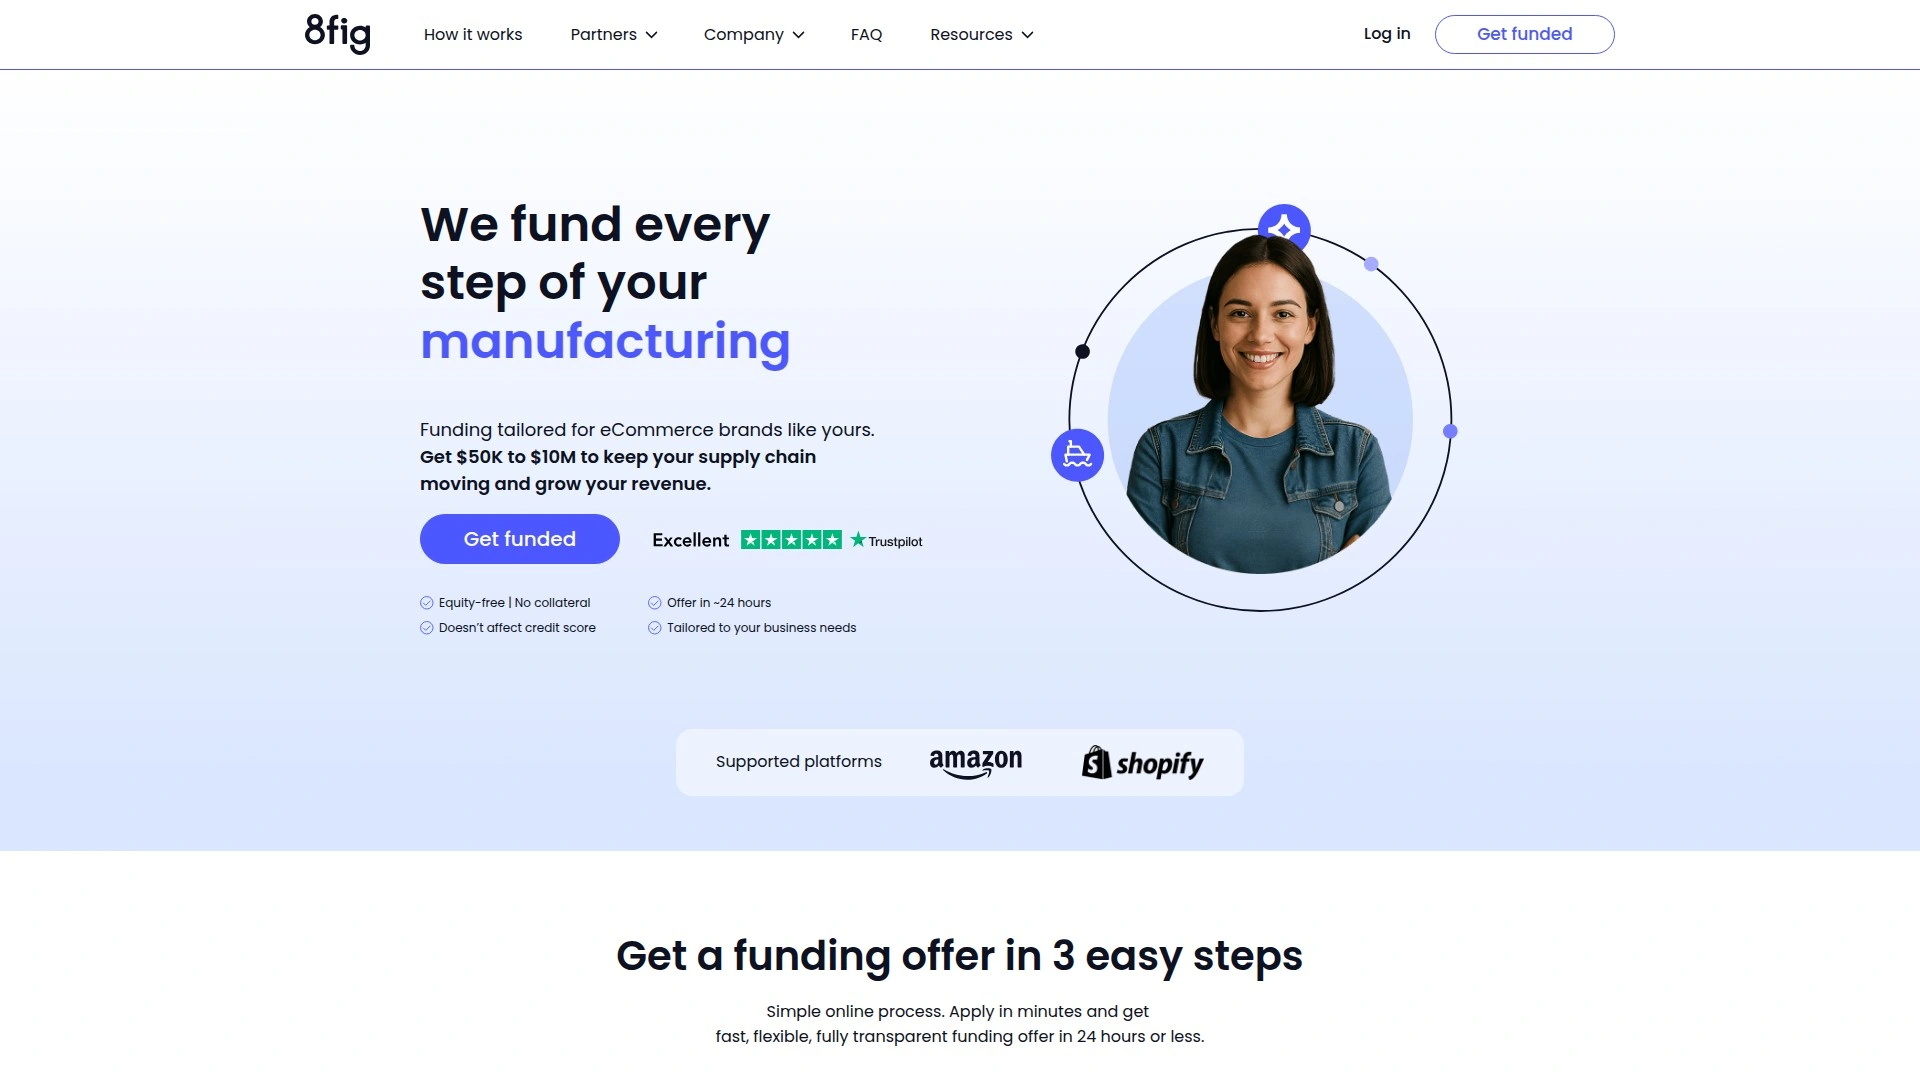 8fig
How it works
Partners
Company
FAQ
Resources
Log in
Get funded
We fund every
step of your
manufacturing
Funding tailored for eCommerce brands like yours.
Get $50K to $10M to keep your supply chain
moving and grow your revenue.
Get funded
Excellent
Trustpilot
Equity-free | No collateral
Offer in ~24 hours
Doesn't affect credit score
Tailored to your business needs
Supported platforms
amazon
shopify
Get a funding offer in 3 easy steps
Simple online process. Apply in minutes and get
fast, flexible, fully transparent funding offer in 24 hours or less.